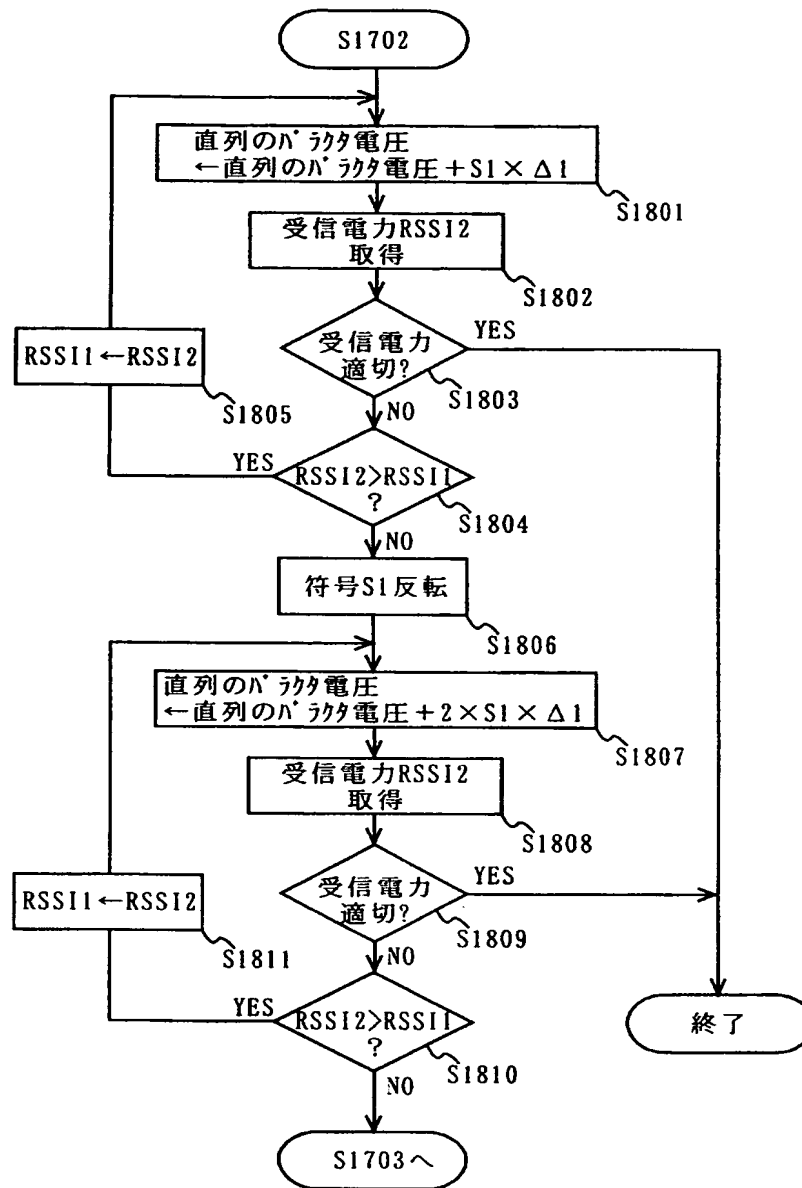 S1702
直列のバラクタ電圧
←直列のバラクタ電圧+S1×Δ1
S1801
受信電力RSSI2
取得
S1802
受信電力
適切?
YES
S1803
NO
RSSI1←RSSI2
S1805
YES
RSSI2>RSSI1
?
S1804
NO
符号S1反転
S1806
直列のバラクタ電圧
←直列のバラクタ電圧+2×S1×Δ1
S1807
受信電力RSSI2
取得
S1808
受信電力
適切?
YES
S1809
NO
RSSI1←RSSI2
S1811
YES
RSSI2>RSSI1
?
S1810
NO
終了
S1703へ